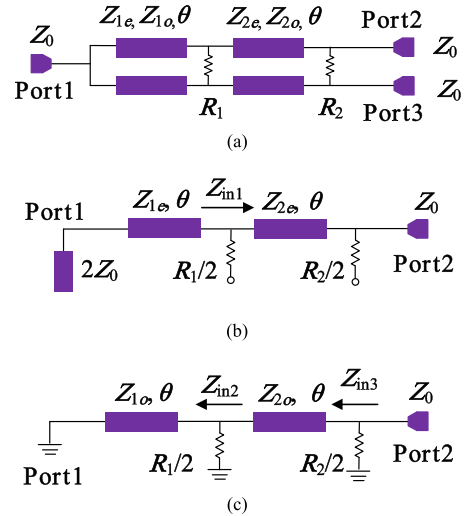 Z1e, Z1o, θ Z2e, Z2o, θ Port2
Z0 Z0
Port1 Z0
R1 R2 Port3
(a)
Z1e, θ Zin1 Z2e, θ Z0
Port1
2Z0 R1/2 R2/2 Port2
(b)
Z1o, θ Zin2 Z2o, θ Zin3 Z0
Port1 R1/2 R2/2 Port2
(c)